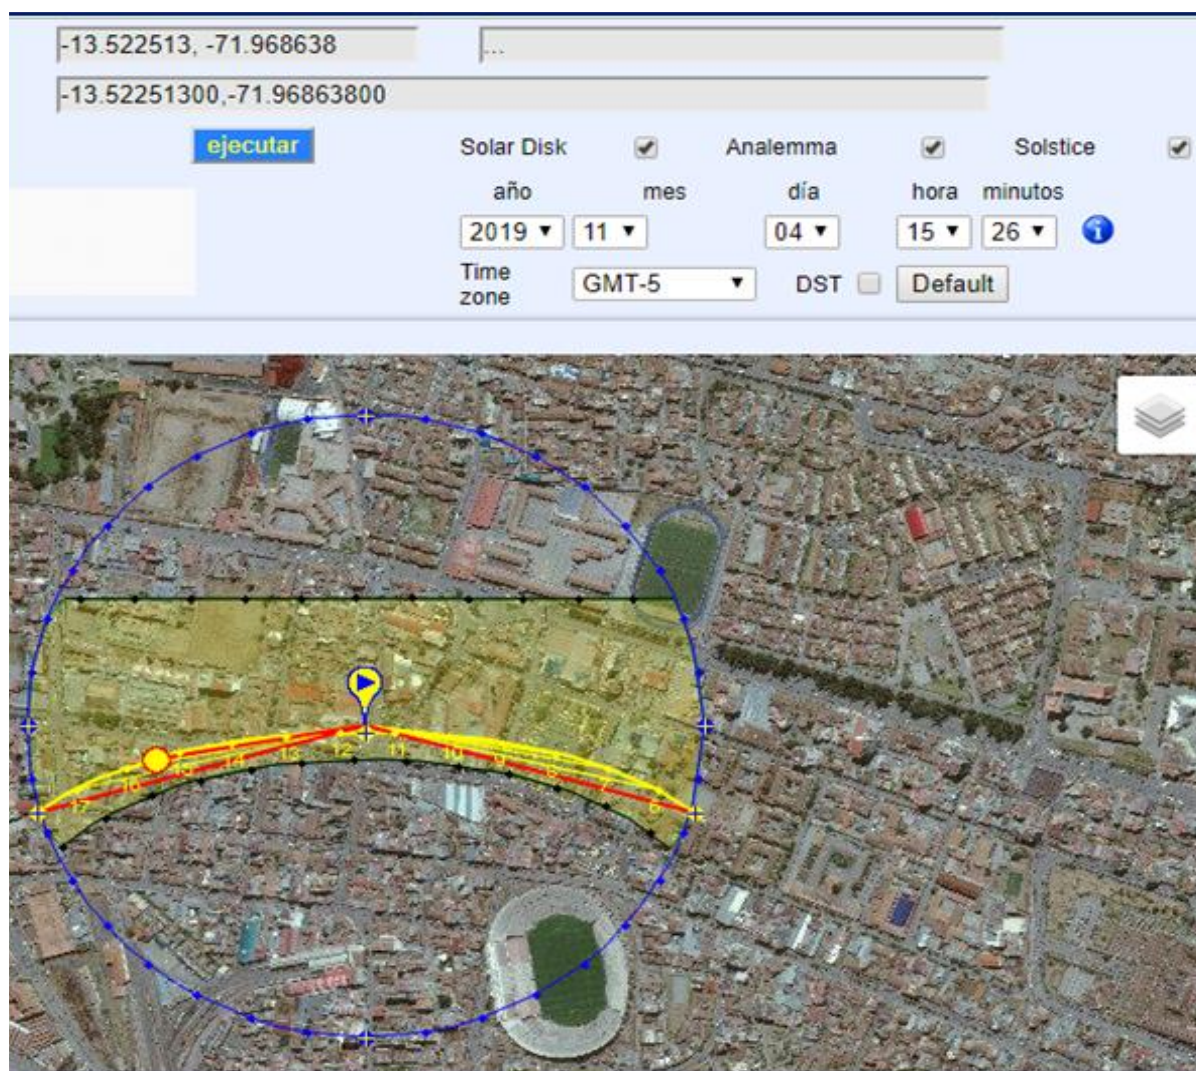 -13.522513, -71.968638 ...
-13.52251300,-71.96863800
ejecutar Solar Disk Analemma Solstice
año mes día hora minutos
2019 11 04 15 26
Time zone GMT-5 DST Default
12 11
13 10
14 9
15 8
16 7
17 6